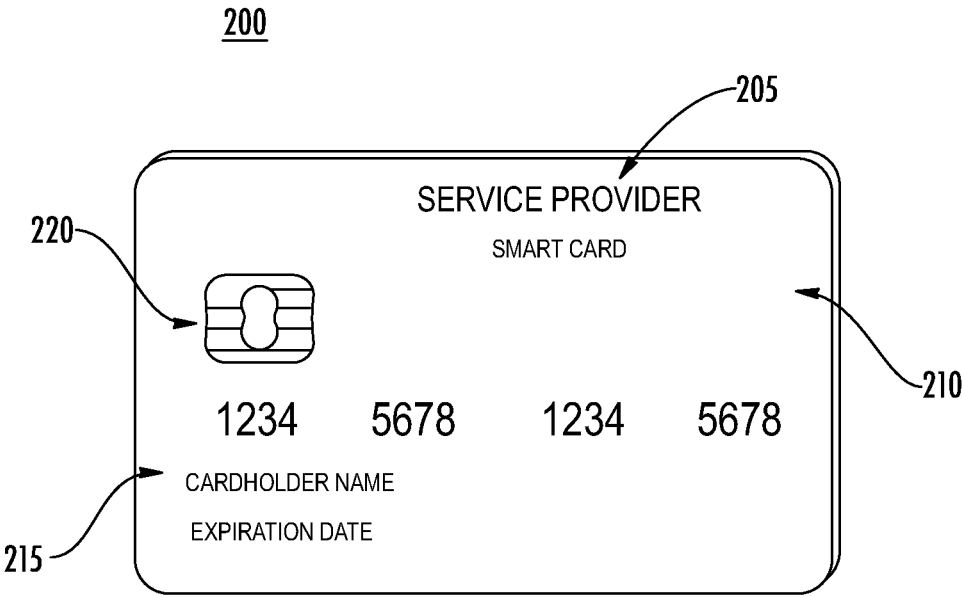 200
205
SERVICE PROVIDER
220
SMART CARD
210
1234 5678 1234 5678
CARDHOLDER NAME
EXPIRATION DATE
215